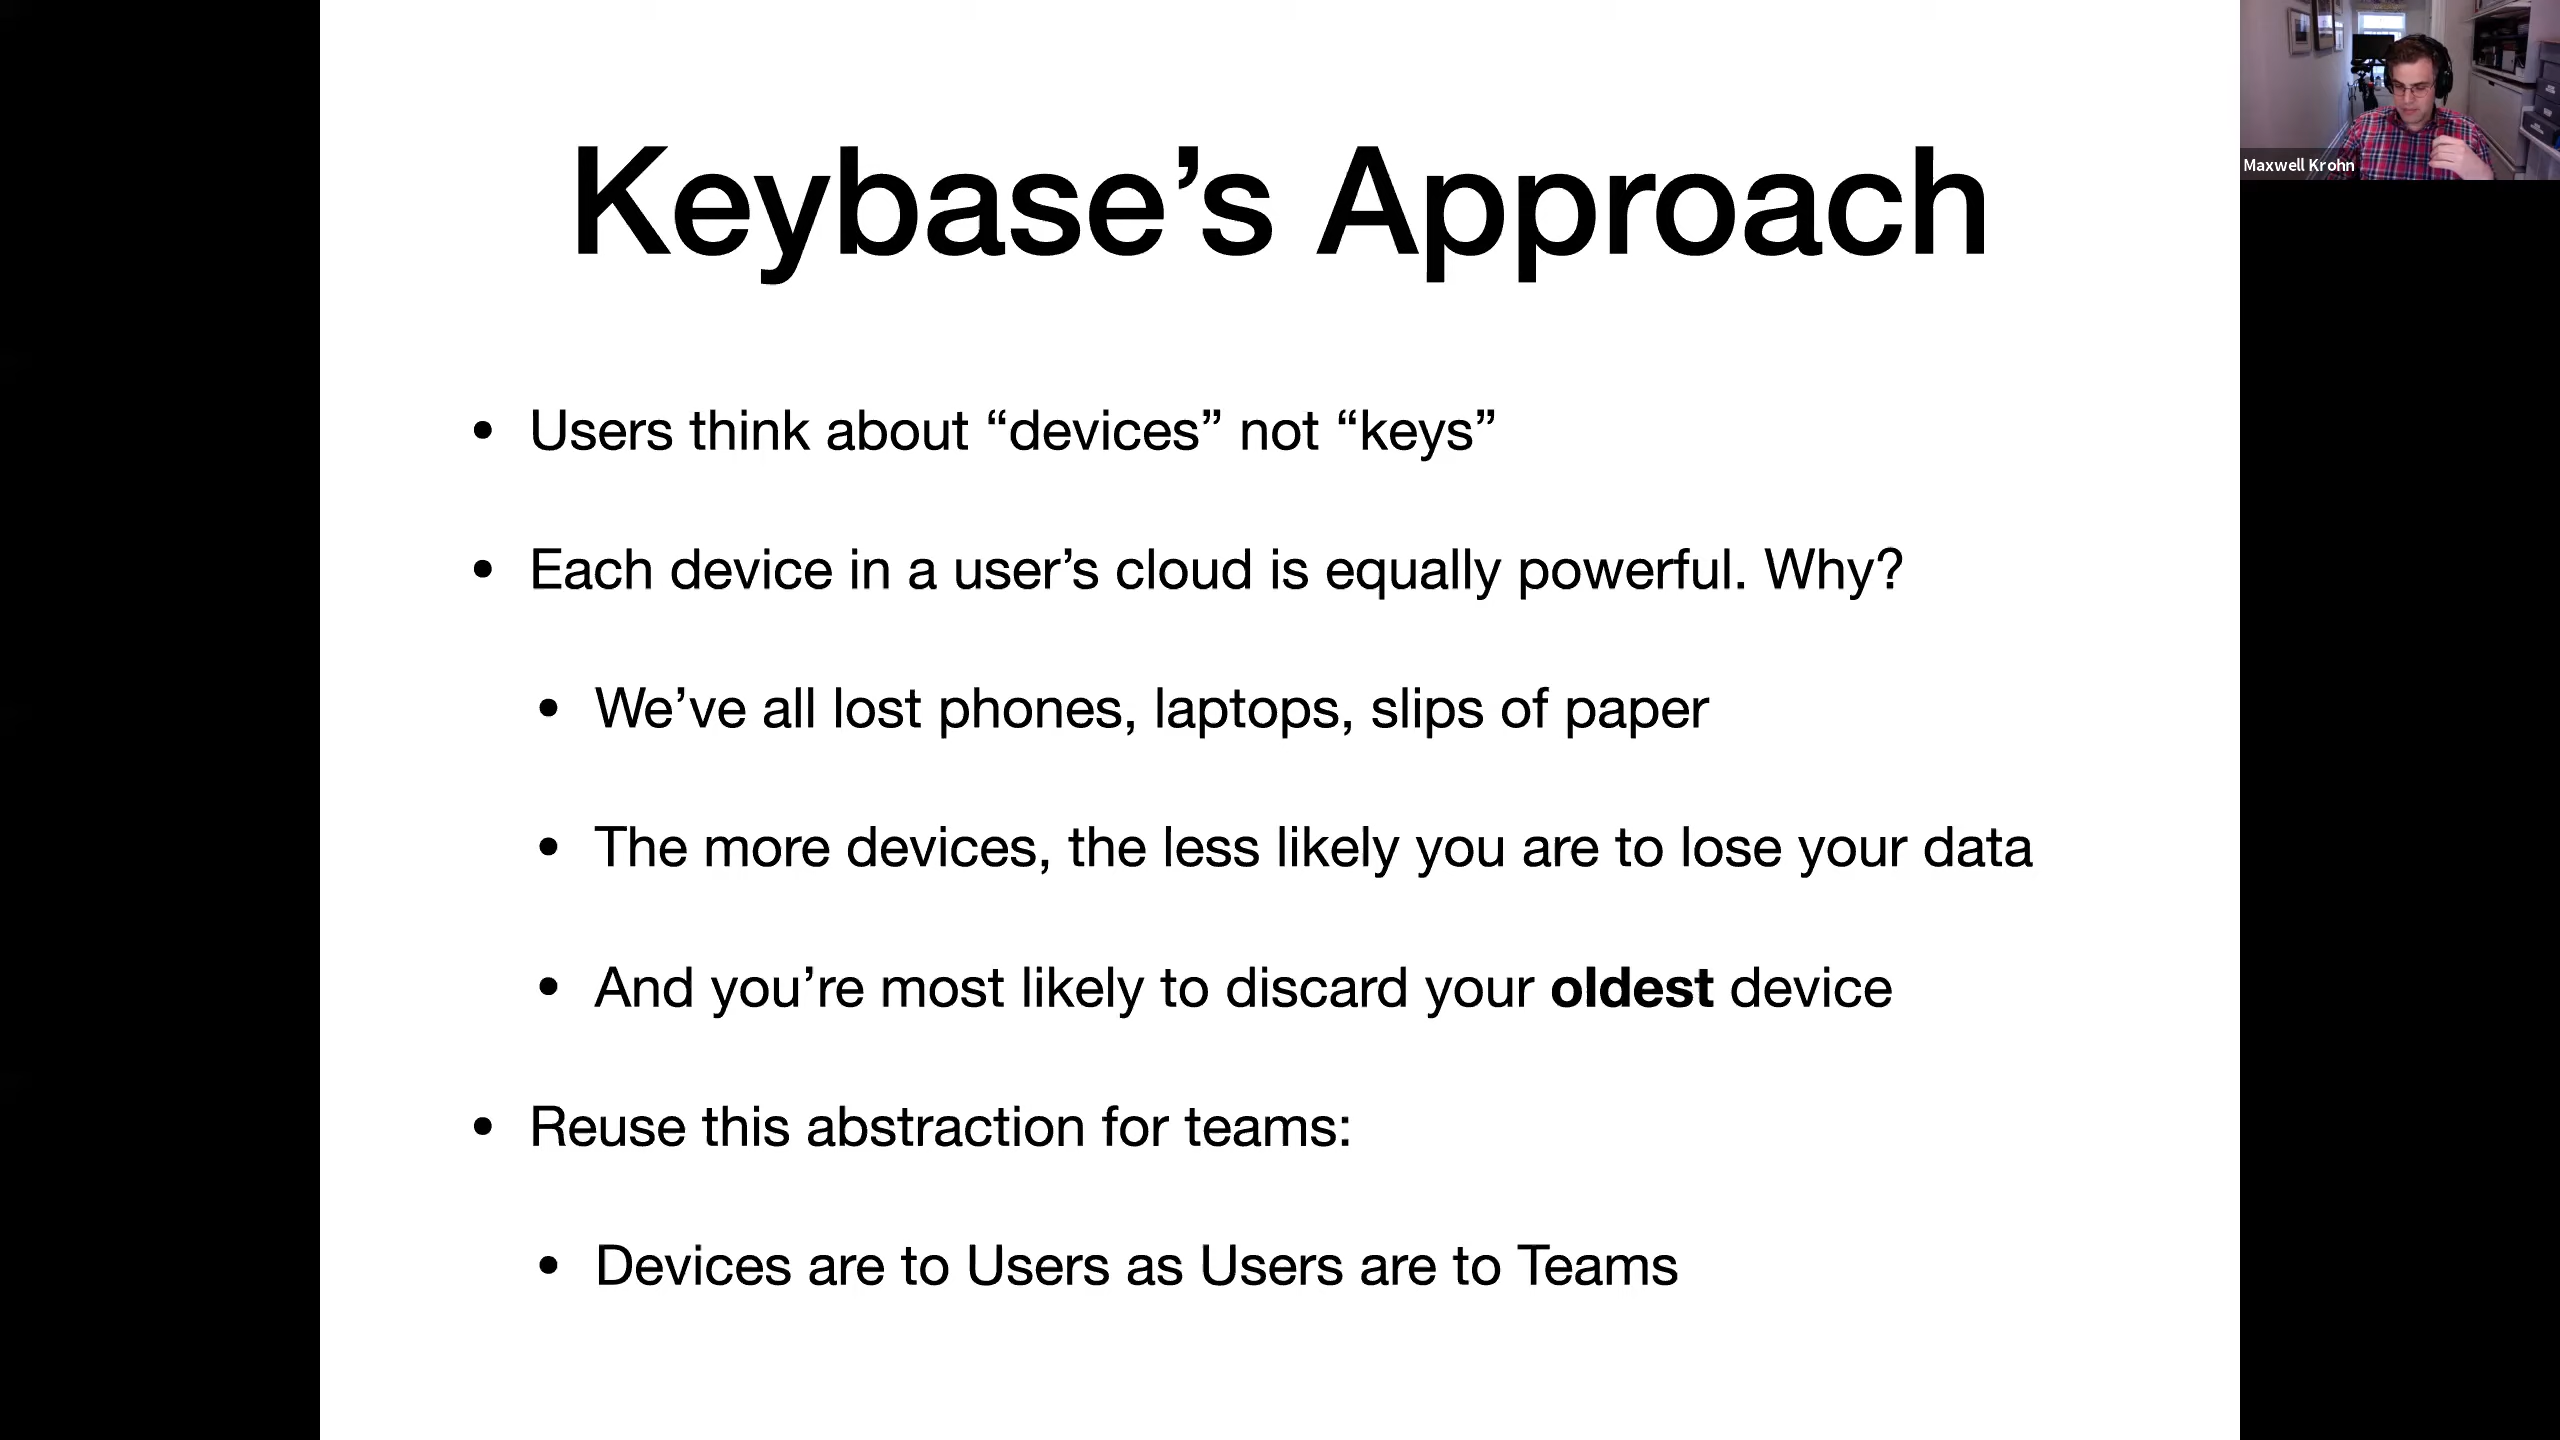 Keybase’s Approach
Maxwell Krohn
• Users think about “devices” not “keys”
• Each device in a user’s cloud is equally powerful. Why?
• We’ve all lost phones, laptops, slips of paper
• The more devices, the less likely you are to lose your data
• And you’re most likely to discard your oldest device
• Reuse this abstraction for teams:
• Devices are to Users as Users are to Teams